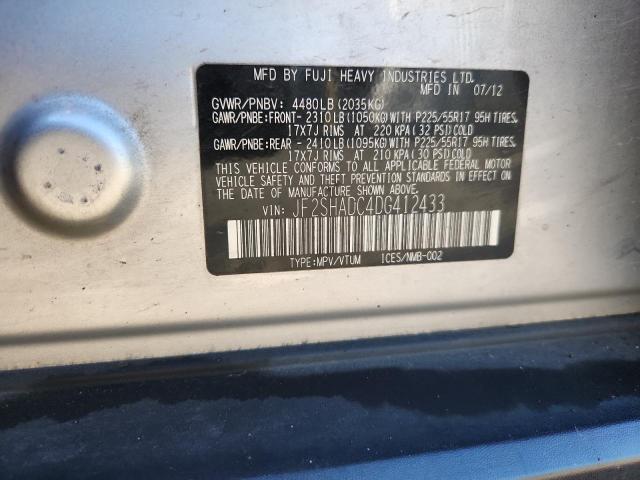 MFD BY FUJI HEAVY INDUSTRIES LTD.
MFD IN 07/12
GVWR/PNBV: 4480LB(2035KG)
GAWR/PNBE:FRONT- 2310LB(1050KG)WITH P225/55R17 95H TIRES,
17X7J RIMS AT 220 KPA( 32 PSI)COLD
GAWR/PNBE:REAR - 2410LB(1095KG)WITH P225/55R17 95H TIRES,
17X7J RIMS AT 210 KPA( 30 PSI)COLD
THIS VEHICLE CONFORMS TO ALL APPLICABLE FEDERAL MOTOR
VEHICLE SAFETY AND THEFT PREVENTION STANDARDS IN EFFECT ON
THE DATE OF MANUFACTURE SHOWN ABOVE.
VIN: JF2SHADC4DG412433
TYPE:MPV/VTUM ICES/NMB-002